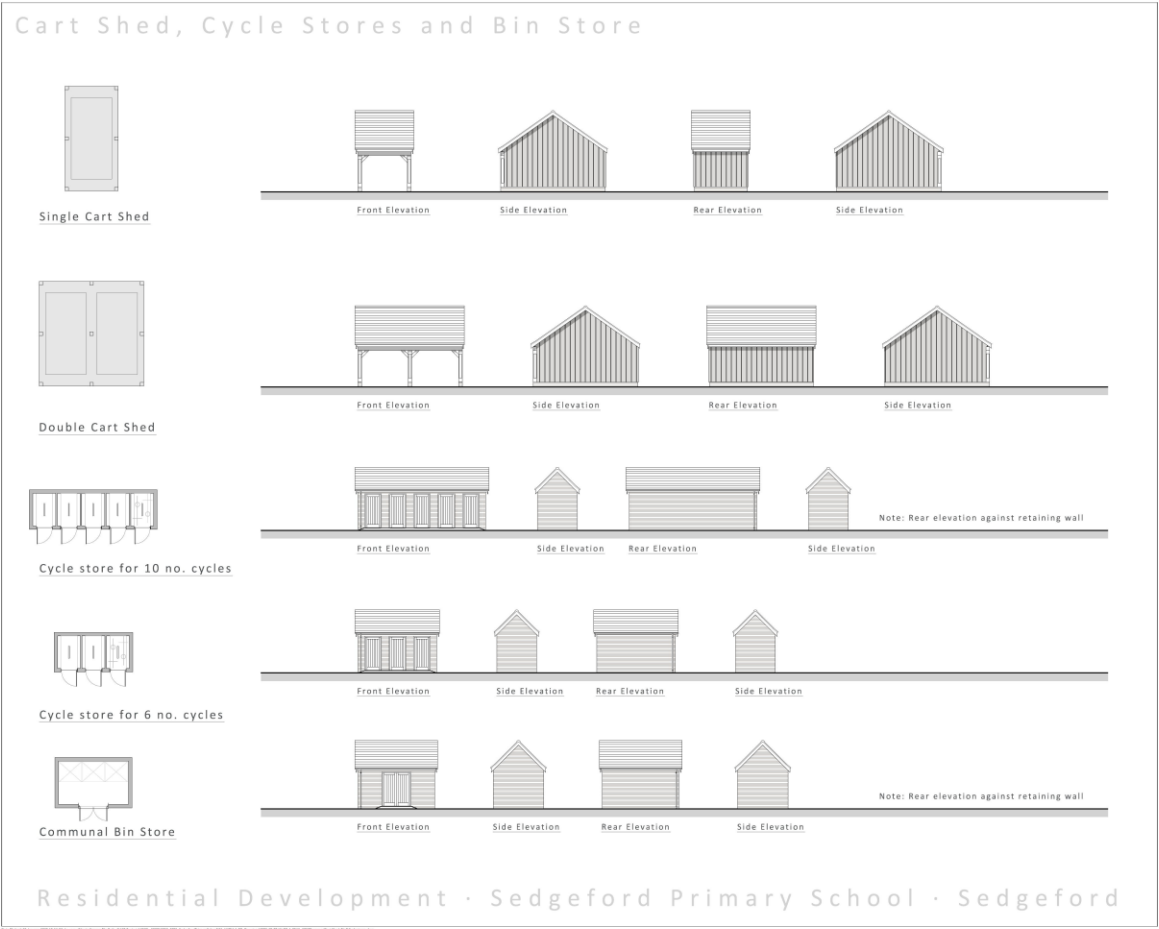 Cart Shed, Cycle Stores and Bin Store
Single Cart Shed
Front Elevation
Side Elevation
Rear Elevation
Side Elevation
Double Cart Shed
Front Elevation
Side Elevation
Rear Elevation
Side Elevation
Note: Rear elevation against retaining wall
Cycle store for 10 no. cycles
Front Elevation
Side Elevation
Rear Elevation
Side Elevation
Cycle store for 6 no. cycles
Front Elevation
Side Elevation
Rear Elevation
Side Elevation
Note: Rear elevation against retaining wall
Communal Bin Store
Front Elevation
Side Elevation
Rear Elevation
Side Elevation
Residential Development · Sedgeford Primary School · Sedgeford